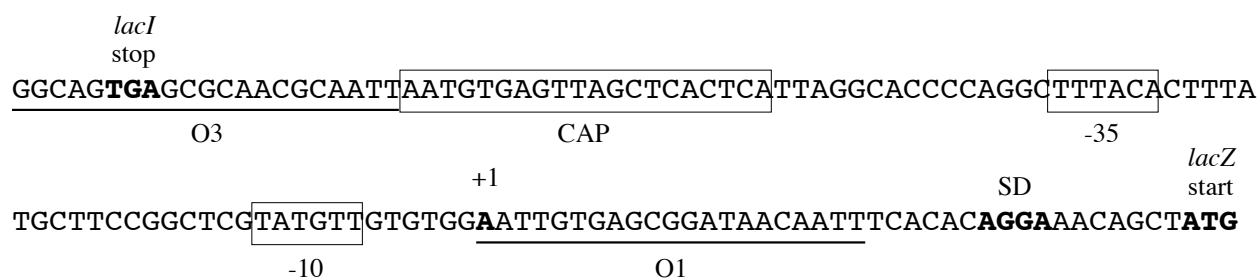 lacI
stop
GGCAGTGAGCGCAACGCAATTAATGTGAGTTAGCTCACTCATTAGGCACCCCAGGCTTTACACTTTA
O3 CAP -35
lacZ
+1 SD start
TGCTTCCGGCTCGTATGTTGTGTGGAATTGTGAGCGGATAACAATTTCACACAGGAAACAGCTATG
-10 O1